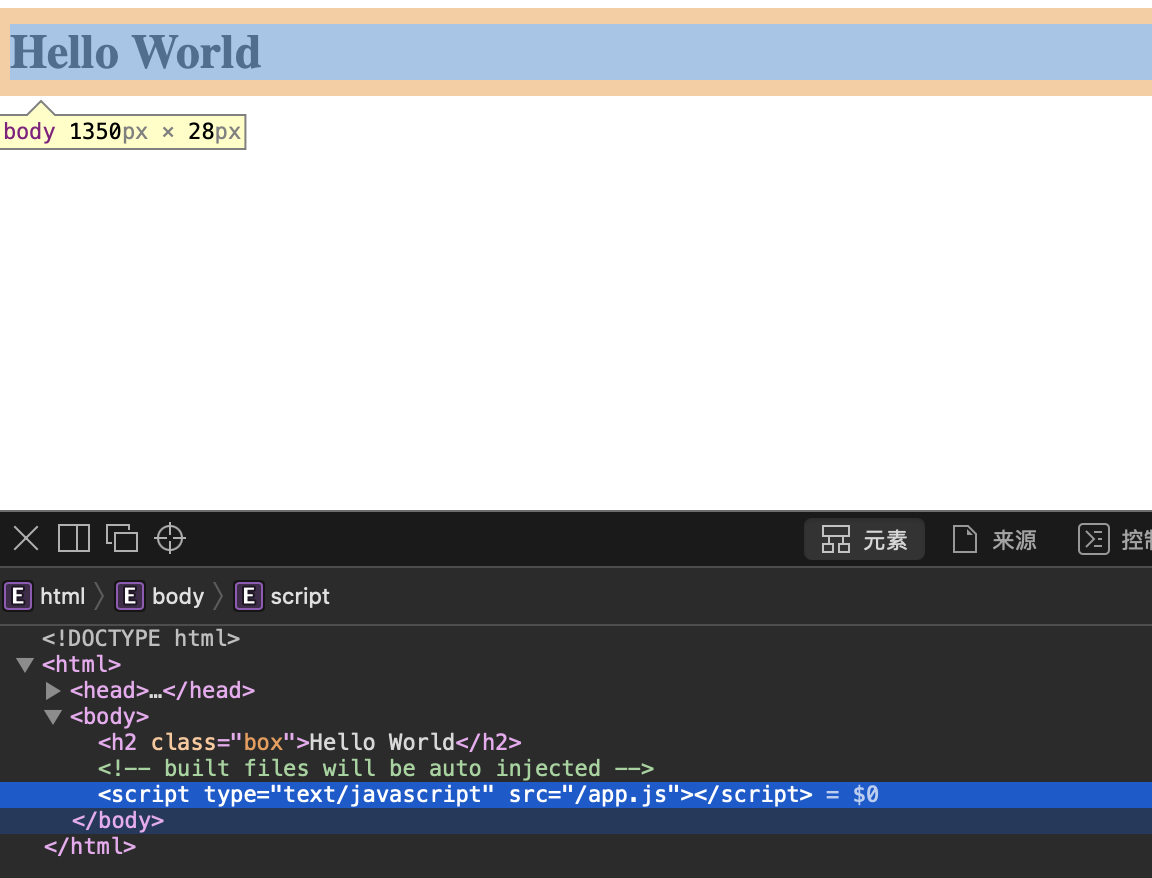 Hello World
body 1350px × 28px
元素 来源 控制
E html E body E script
<!DOCTYPE html>
<html>
<head>…</head>
<body>
<h2 class="box">Hello World</h2>
<!-- built files will be auto injected -->
<script type="text/javascript" src="/app.js"></script> = $0
</body>
</html>